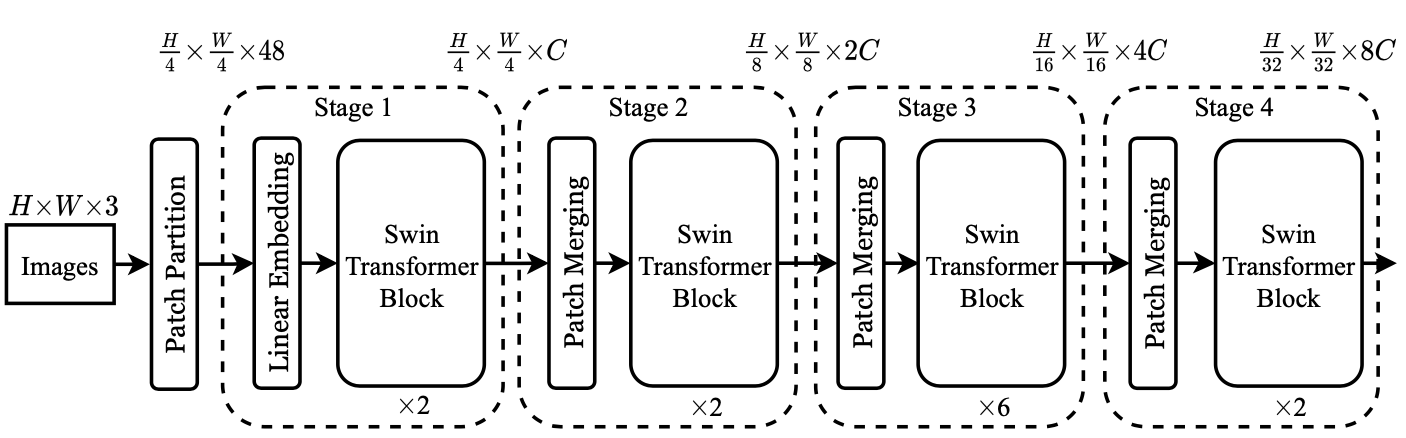 H/4 × W/4 × 48
H/4 × W/4 × C
H/8 × W/8 × 2C
H/16 × W/16 × 4C
H/32 × W/32 × 8C
Stage 1
Stage 2
Stage 3
Stage 4
H×W×3
Images
Patch Partition
Linear Embedding
Swin
Transformer
Block
×2
Patch Merging
Swin
Transformer
Block
×2
Patch Merging
Swin
Transformer
Block
×6
Patch Merging
Swin
Transformer
Block
×2